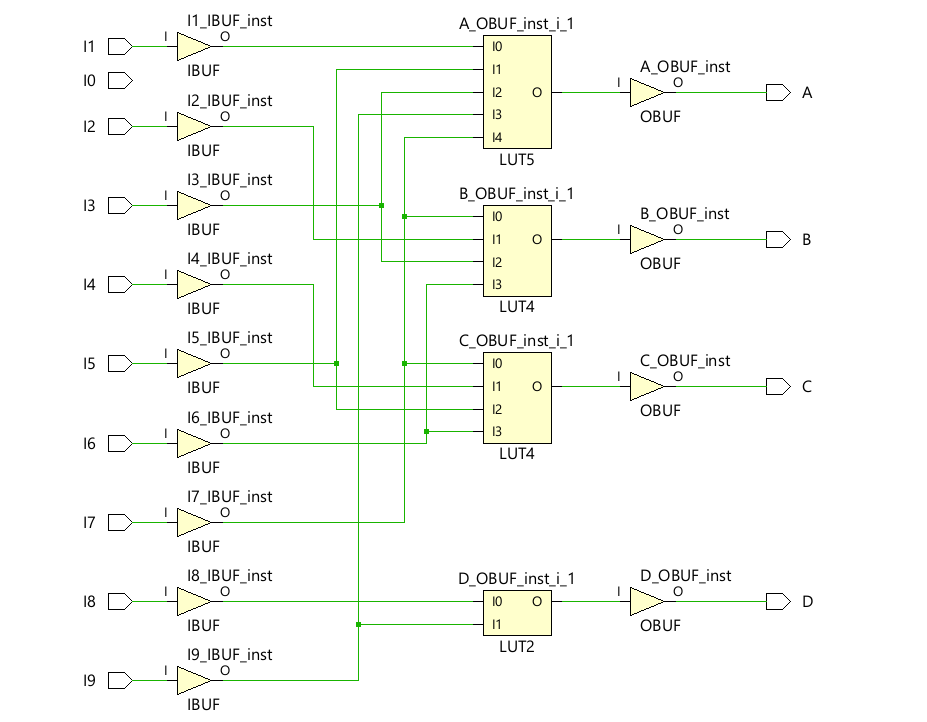 I1 I I1_IBUF_inst O IBUF
I0
I2 I I2_IBUF_inst O IBUF
I3 I I3_IBUF_inst O IBUF
I4 I I4_IBUF_inst O IBUF
I5 I I5_IBUF_inst O IBUF
I6 I I6_IBUF_inst O IBUF
I7 I I7_IBUF_inst O IBUF
I8 I I8_IBUF_inst O IBUF
I9 I I9_IBUF_inst O IBUF
A_OBUF_inst_i_1
I0
I1
I2 O
I3
I4
LUT5
B_OBUF_inst_i_1
I0
I1 O
I2
I3
LUT4
C_OBUF_inst_i_1
I0
I1 O
I2
I3
LUT4
D_OBUF_inst_i_1
I0 O
I1
LUT2
A_OBUF_inst
I O A
OBUF
B_OBUF_inst
I O B
OBUF
C_OBUF_inst
I O C
OBUF
D_OBUF_inst
I O D
OBUF